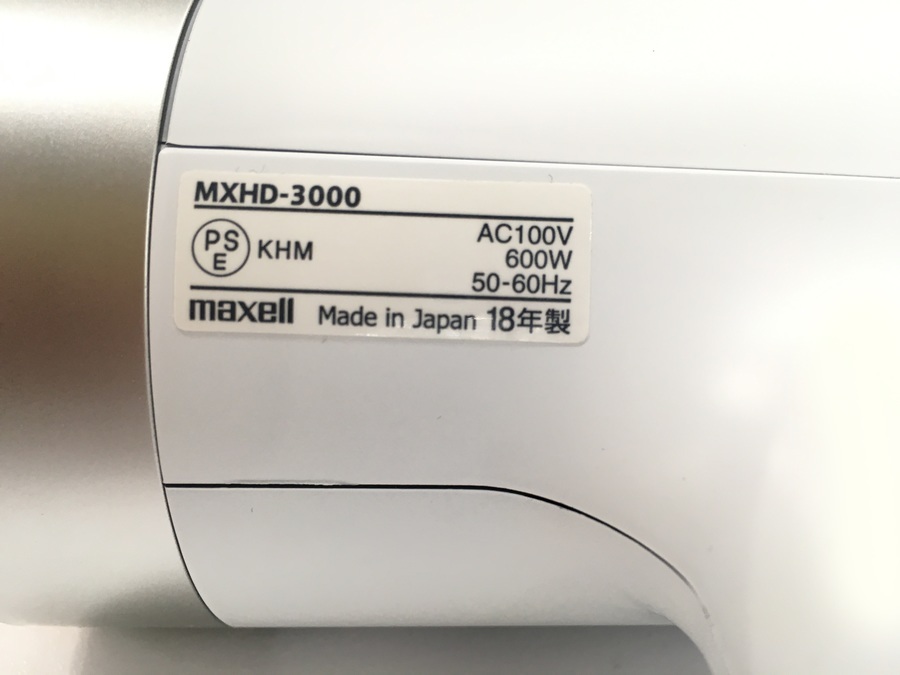 MXHD-3000
PS
E
KHM
AC100V
600W
50-60Hz
maxell Made in Japan 18年製